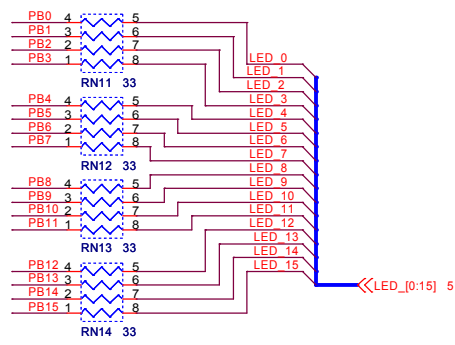 PB0 4 5
PB1 3 6
PB2 2 7 LED_0
PB3 1 8 LED_1
RN11 33 LED_2
LED_3
PB4 4 5 LED_4
PB5 3 6 LED_5
PB6 2 7 LED_6
PB7 1 8 LED_7
RN12 33 LED_8
PB8 4 5 LED_9
PB9 3 6 LED_10
PB10 2 7 LED_11
PB11 1 8 LED_12
RN13 33 LED_13
LED_14
PB12 4 5 LED_15
PB13 3 6
PB14 2 7 LED_[0:15] 5
PB15 1 8
RN14 33